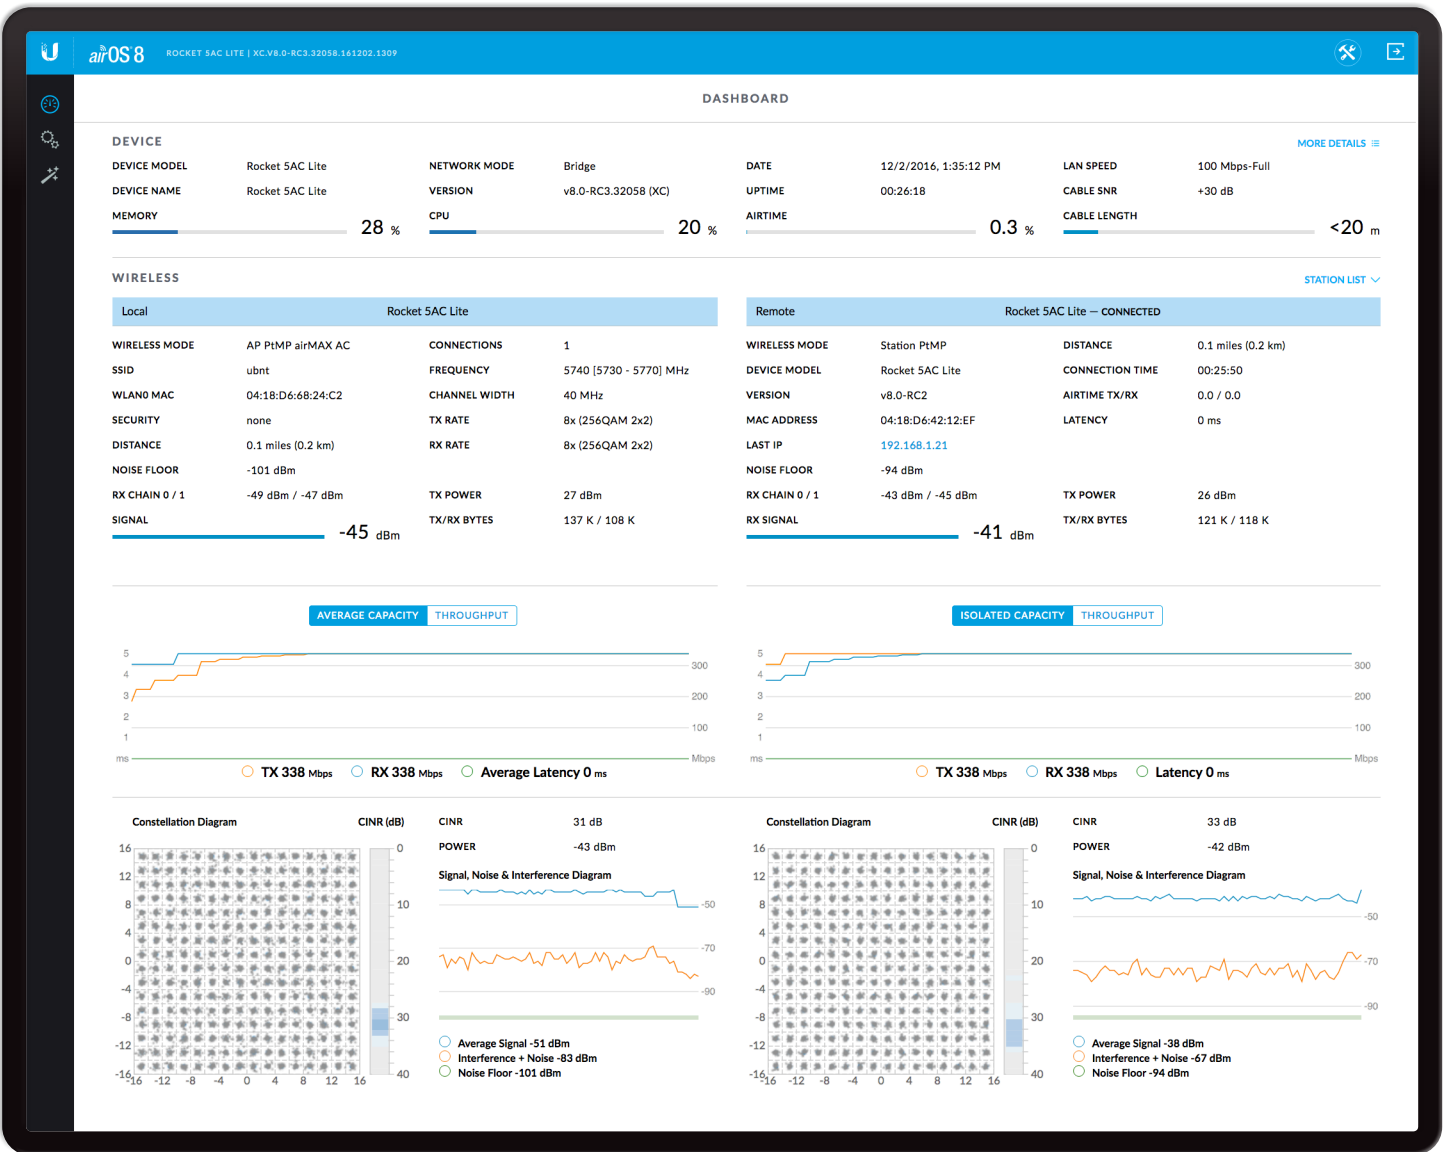 airOS 8 ROCKET 5AC LITE | XC.V8.0-RC3.32058.161202.1309
DASHBOARD
DEVICE MORE DETAILS
DEVICE MODEL Rocket 5AC Lite NETWORK MODE Bridge DATE 12/2/2016, 1:35:12 PM LAN SPEED 100 Mbps-Full
DEVICE NAME Rocket 5AC Lite VERSION v8.0-RC3.32058 (XC) UPTIME 00:26:18 CABLE SNR +30 dB
MEMORY 28 % CPU 20 % AIRTIME 0.3 % CABLE LENGTH <20 m
WIRELESS STATION LIST
Local Rocket 5AC Lite Remote Rocket 5AC Lite — CONNECTED
WIRELESS MODE AP PtMP airMAX AC CONNECTIONS 1 WIRELESS MODE Station PtMP DISTANCE 0.1 miles (0.2 km)
SSID ubnt FREQUENCY 5740 [5730 - 5770] MHz DEVICE MODEL Rocket 5AC Lite CONNECTION TIME 00:25:50
WLAN0 MAC 04:18:D6:68:24:C2 CHANNEL WIDTH 40 MHz VERSION v8.0-RC2 AIRTIME TX/RX 0.0 / 0.0
SECURITY none TX RATE 8x (256QAM 2x2) MAC ADDRESS 04:18:D6:42:12:EF LATENCY 0 ms
DISTANCE 0.1 miles (0.2 km) RX RATE 8x (256QAM 2x2) LAST IP 192.168.1.21
NOISE FLOOR -101 dBm NOISE FLOOR -94 dBm
RX CHAIN 0 / 1 -49 dBm / -47 dBm TX POWER 27 dBm RX CHAIN 0 / 1 -43 dBm / -45 dBm TX POWER 26 dBm
SIGNAL -45 dBm TX/RX BYTES 137 K / 108 K RX SIGNAL -41 dBm TX/RX BYTES 121 K / 118 K
AVERAGE CAPACITY THROUGHPUT ISOLATED CAPACITY THROUGHPUT
5 5
300 300
4 4
3 200 3 200
2 2
100 100
1 1
ms Mbps ms Mbps
TX 338 Mbps RX 338 Mbps Average Latency 0 ms TX 338 Mbps RX 338 Mbps Latency 0 ms
Constellation Diagram CINR (dB) CINR 31 dB Constellation Diagram CINR (dB) CINR 33 dB
16 0 POWER -43 dBm 16 0 POWER -42 dBm
12 Signal, Noise & Interference Diagram 12 Signal, Noise & Interference Diagram
8 10 -50 8 10 -50
4 4
0 20 -70 0 20 -70
-4 -90 -4 -90
-8 30 -8 30
-12 Average Signal -51 dBm -12 Average Signal -38 dBm
Interference + Noise -83 dBm Interference + Noise -67 dBm
-16 40 Noise Floor -101 dBm -16 40 Noise Floor -94 dBm
-16 -12 -8 -4 0 4 8 12 16 -16 -12 -8 -4 0 4 8 12 16